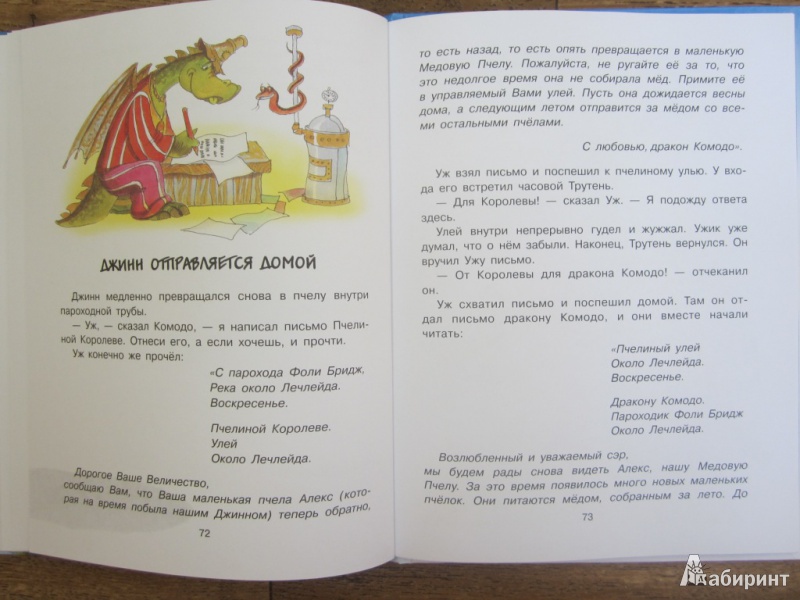 ДЖИНН ОТПРАВЛЯЕТСЯ ДОМОЙ
Джинн медленно превращался снова в пчелу внутри
пароходной трубы.
— Уж, — сказал Комодо, — я написал письмо Пчели-
ной Королеве. Отнеси его, а если хочешь, и прочти.
Уж конечно же прочёл:
«С парохода Фоли Бридж,
Река около Лечлейда.
Воскресенье.
Пчелиной Королеве.
Улей
Около Лечлейда.
Дорогое Ваше Величество,
сообщаю Вам, что Ваша маленькая пчела Алекс (кото-
рая на время побыла нашим Джинном) теперь обратно,
72
то есть назад, то есть опять превращается в маленькую
Медовую Пчелу. Пожалуйста, не ругайте её за то, что
это недолгое время она не собирала мёд. Примите её
в управляемый Вами улей. Пусть она дожидается весны
дома, а следующим летом отправится за мёдом со все-
ми остальными пчёлами.
С любовью, дракон Комодо».
Уж взял письмо и поспешил к пчелиному улью. У вхо-
да его встретил часовой Трутень.
— Для Королевы! — сказал Уж. — Я подожду ответа
здесь.
Улей внутри непрерывно гудел и жужжал. Ужик уже
думал, что о нём забыли. Наконец, Трутень вернулся. Он
вручил Ужу письмо.
— От Королевы для дракона Комодо! — отчеканил
он.
Уж схватил письмо и поспешил домой. Там он от-
дал письмо дракону Комодо, и они вместе начали
читать:
«Пчелиный улей
Около Лечлейда.
Воскресенье.
Дракону Комодо.
Пароходик Фоли Бридж
Около Лечлейда.
Возлюбленный и уважаемый сэр,
мы будем рады снова видеть Алекс, нашу Медовую
Пчелу. За это время появилось много новых маленьких
пчёлок. Они питаются мёдом, собранным за лето. До
73
Лабиринт